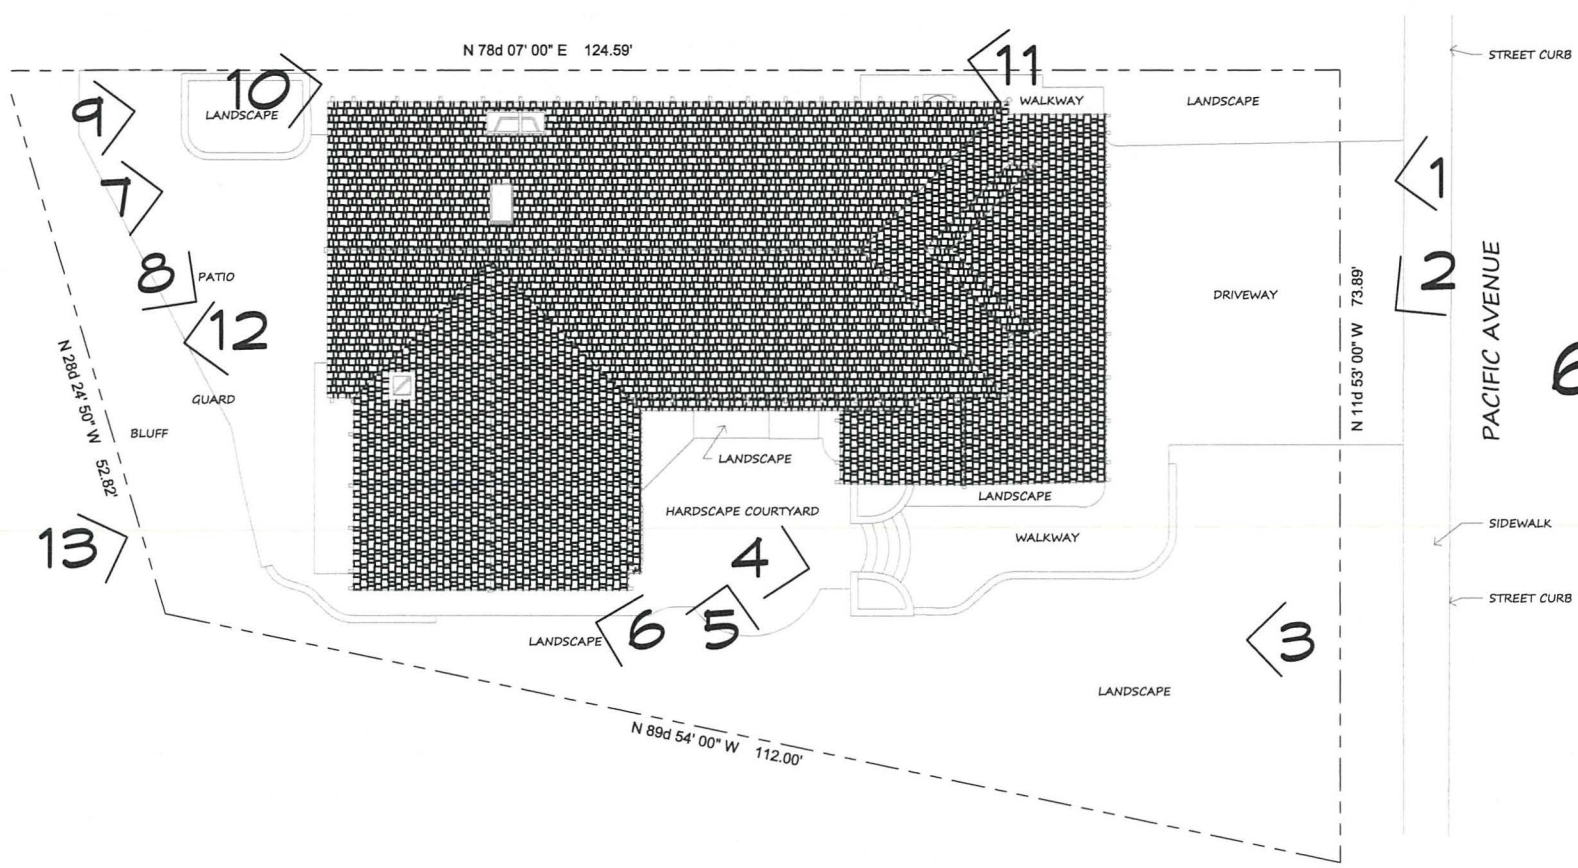 N 78d 07' 00" E 124.59'
STREET CURB
11
10
9
LANDSCAPE
WALKWAY
LANDSCAPE
7
1
8
PATIO
12
2
DRIVEWAY
N 11d 53' 00" W 73.89'
PACIFIC AVENUE
GUARD
BLUFF
N 28d 24' 50" W 52.82'
LANDSCAPE
LANDSCAPE
HARDSCAPE COURTYARD
WALKWAY
SIDEWALK
13
4
STREET CURB
LANDSCAPE
6
5
3
LANDSCAPE
N 89d 54' 00" W 112.00'